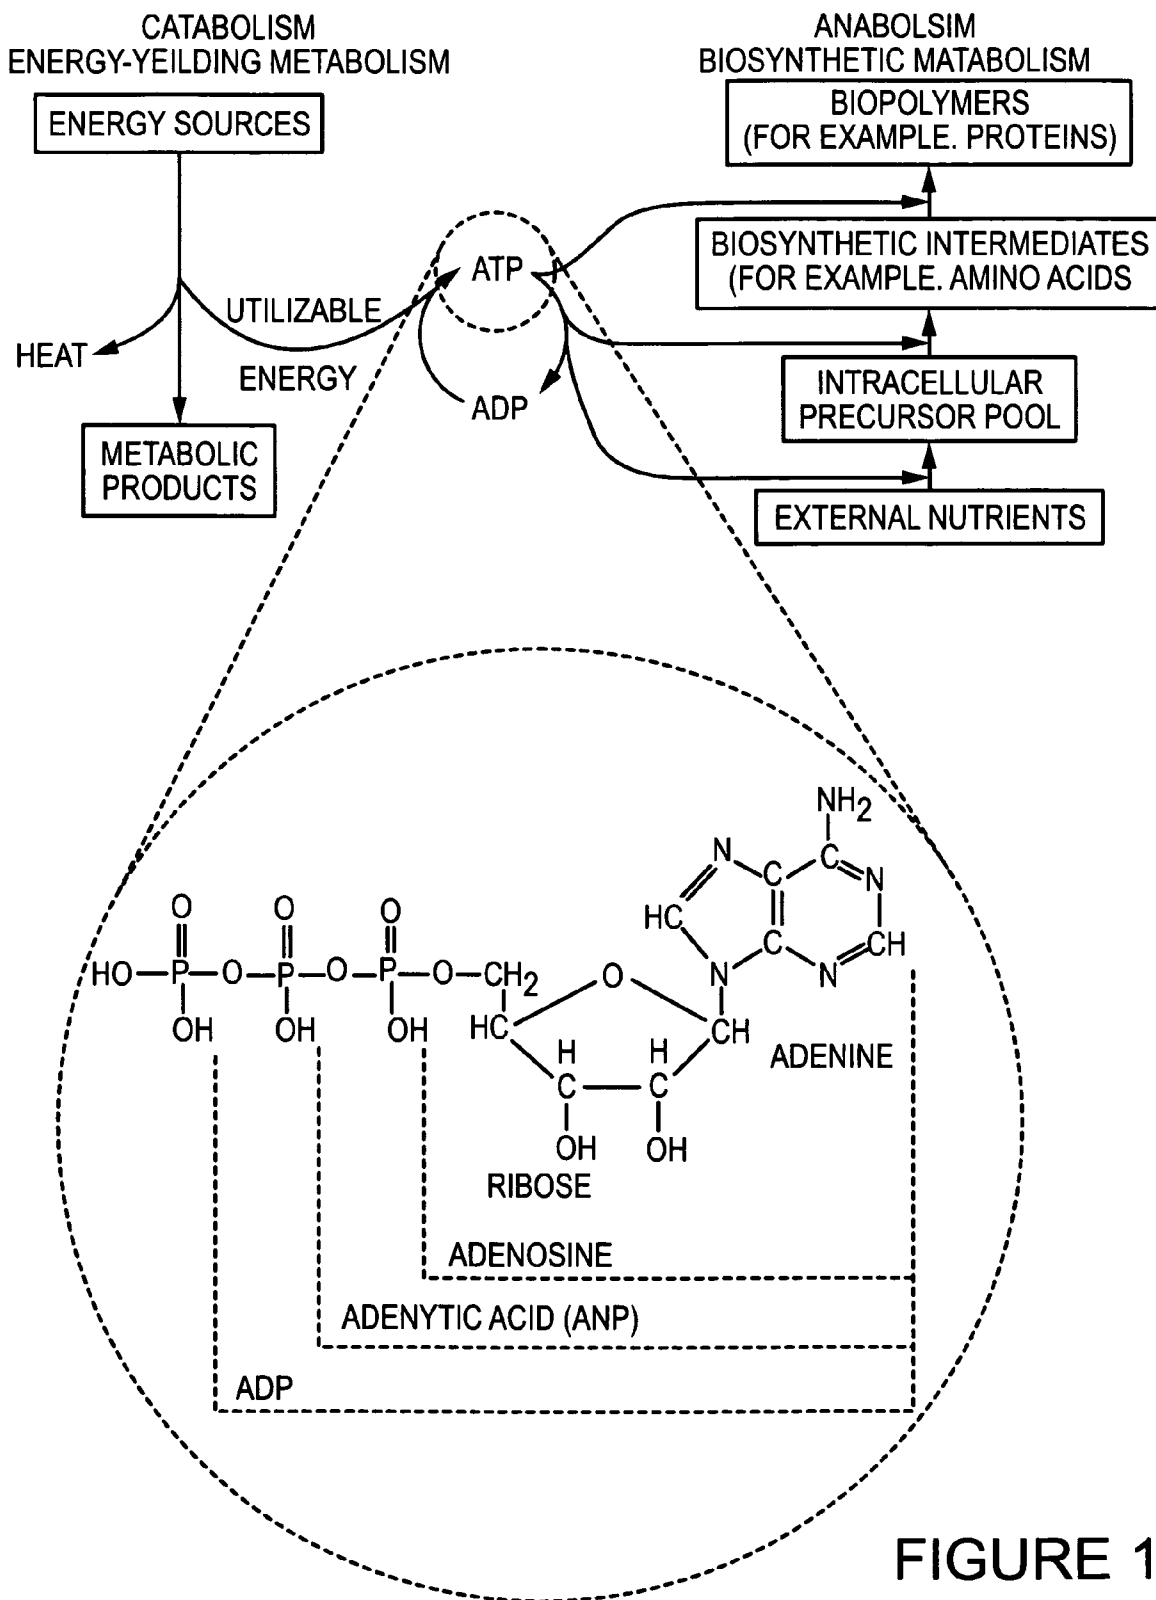 CATABOLISM
ENERGY-YEILDING METABOLISM
ENERGY SOURCES
HEAT
UTILIZABLE
ENERGY
METABOLIC
PRODUCTS
ATP
ADP
ANABOLSIM
BIOSYNTHETIC MATABOLISM
BIOPOLYMERS
(FOR EXAMPLE. PROTEINS)
BIOSYNTHETIC INTERMEDIATES
(FOR EXAMPLE. AMINO ACIDS
INTRACELLULAR
PRECURSOR POOL
EXTERNAL NUTRIENTS
NH2
N
C
C
N
HC
C
CH
N
N
O
O
O
HO P O P O P O CH2
O
OH
OH
OH
HC
CH
H
H
C
C
OH
OH
ADENINE
RIBOSE
ADENOSINE
ADENYTIC ACID (ANP)
ADP
FIGURE 1